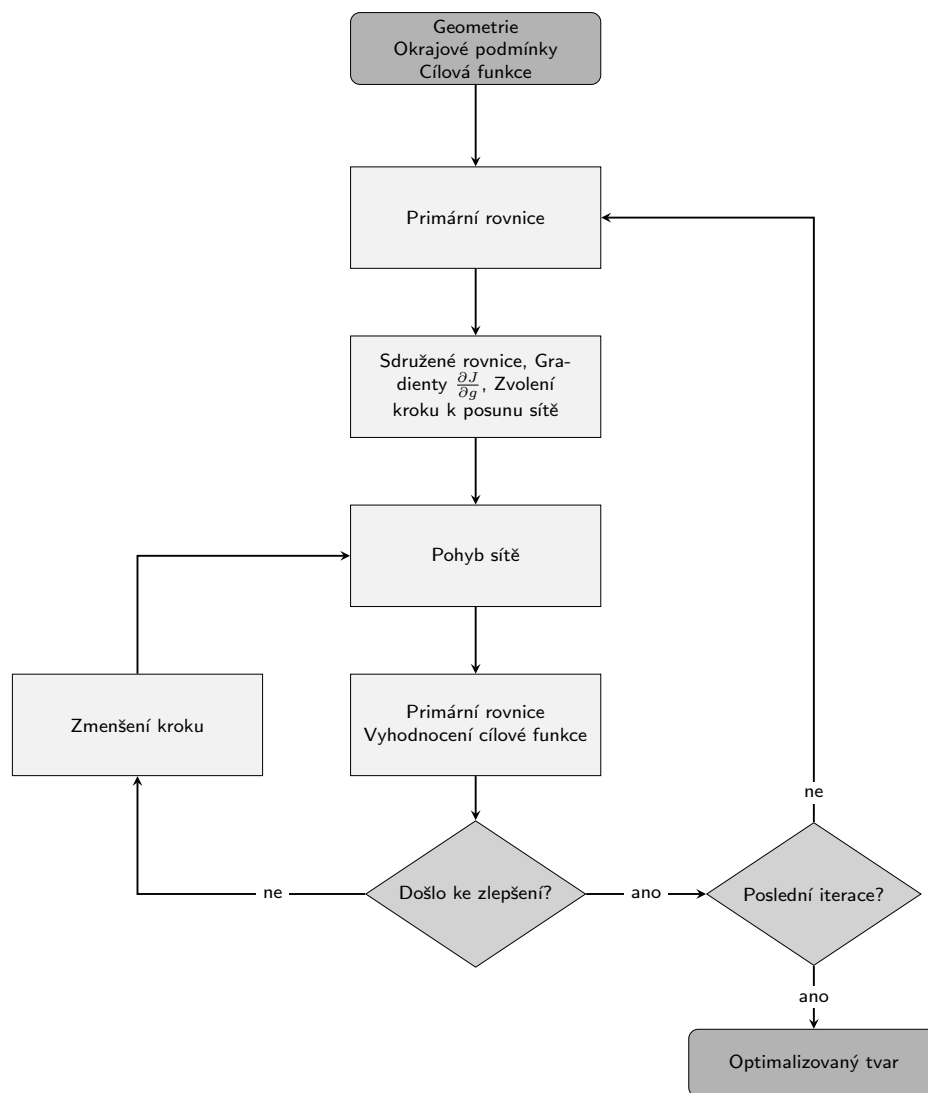 Geometrie
Okrajové podmínky
Cílová funkce
Primární rovnice
Sdružené rovnice, Gra-
dienty ∂J/∂g, Zvolení
kroku k posunu sítě
Pohyb sítě
Zmenšení kroku
Primární rovnice
Vyhodnocení cílové funkce
ne
Došlo ke zlepšení?
ne
ano
Poslední iterace?
ano
Optimalizovaný tvar